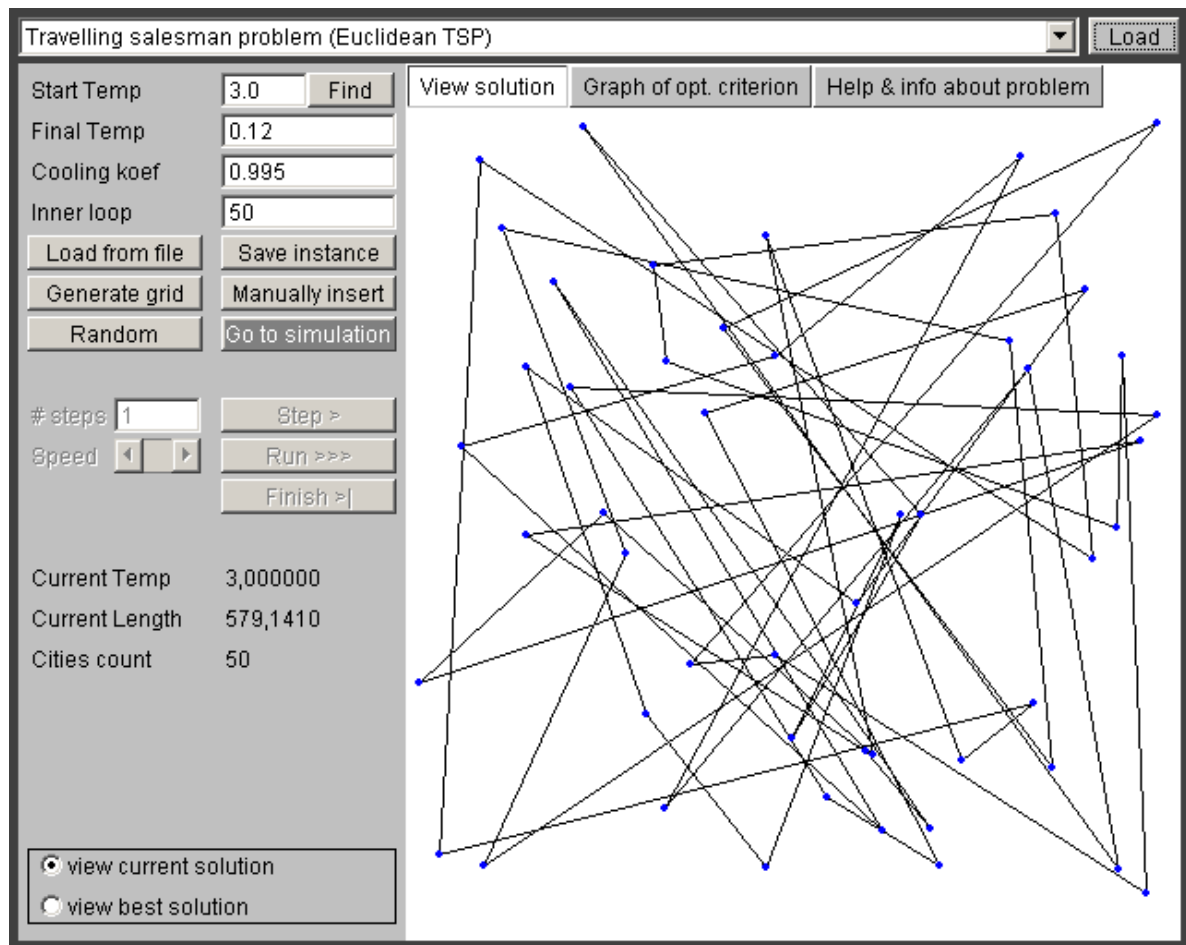 Travelling salesman problem (Euclidean TSP) Load
View solution Graph of opt. criterion Help & info about problem
Start Temp 3.0 Find
Final Temp 0.12
Cooling koef 0.995
Inner loop 50
Load from file Save instance
Generate grid Manually insert
Random Go to simulation
# steps 1 Step >
Speed Run >>>
Finish >|
Current Temp 3,000000
Current Length 579,1410
Cities count 50
view current solution
view best solution